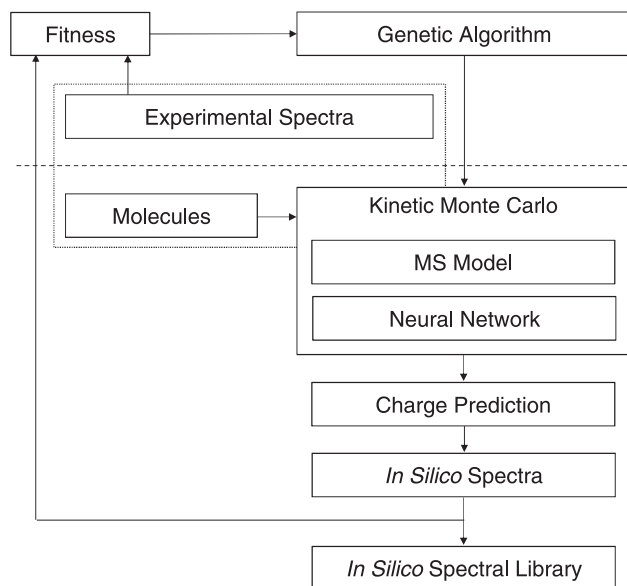 Fitness
Genetic Algorithm
Experimental Spectra
Molecules
Kinetic Monte Carlo
MS Model
Neural Network
Charge Prediction
In Silico Spectra
In Silico Spectral Library